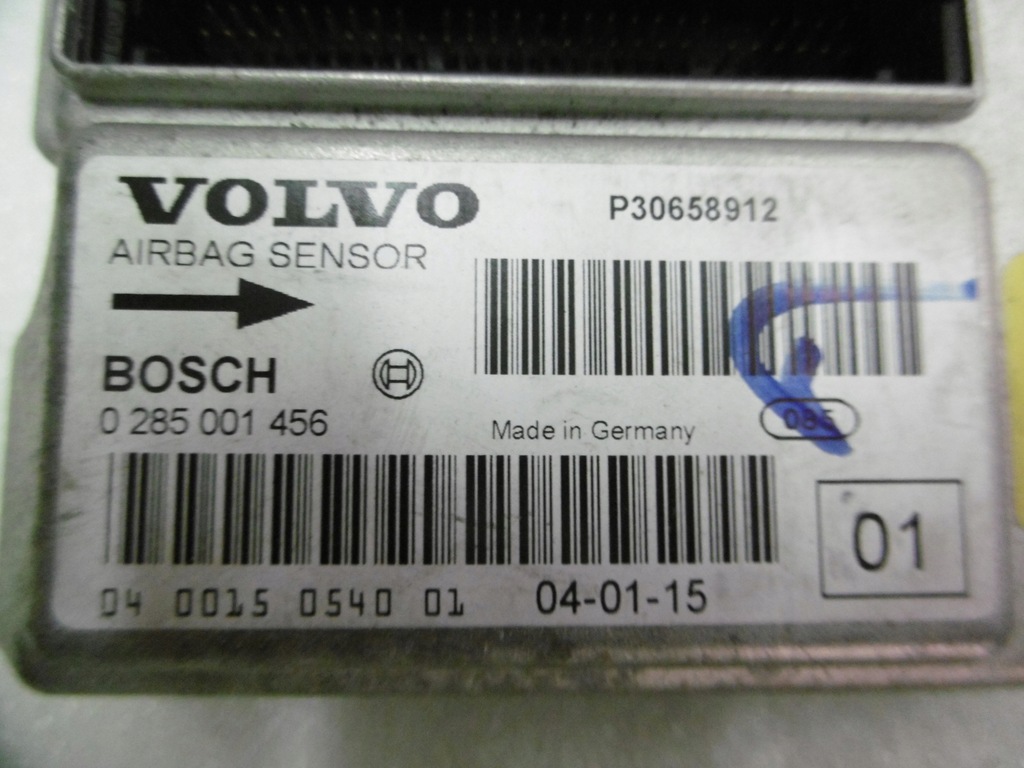 VOLVO
P30658912
AIRBAG SENSOR
BOSCH
0 285 001 456
Made in Germany
01
04 0015 0540 01
04-01-15